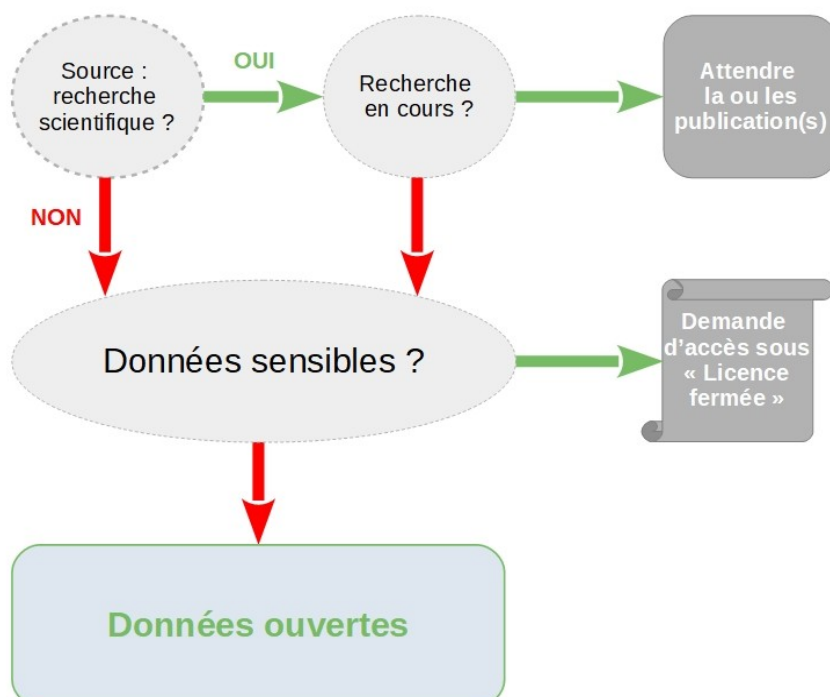 Source :
recherche
scientifique ?
OUI
Recherche
en cours ?
Attendre
la ou les
publication(s)
NON
Données sensibles ?
Demande
d’accès sous
« Licence
fermée »
Données ouvertes